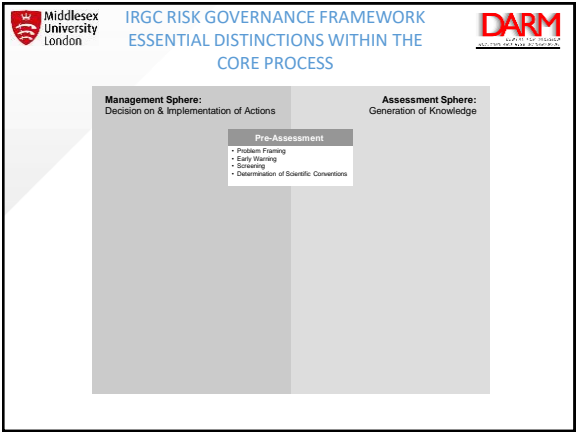 Middlesex
University
London
IRGC RISK GOVERNANCE FRAMEWORK
ESSENTIAL DISTINCTIONS WITHIN THE
CORE PROCESS
DARM
Management Sphere:
Decision on & Implementation of Actions
Assessment Sphere:
Generation of Knowledge
Pre-Assessment
• Problem Framing
• Early Warning
• Screening
• Determination of Scientific Conventions